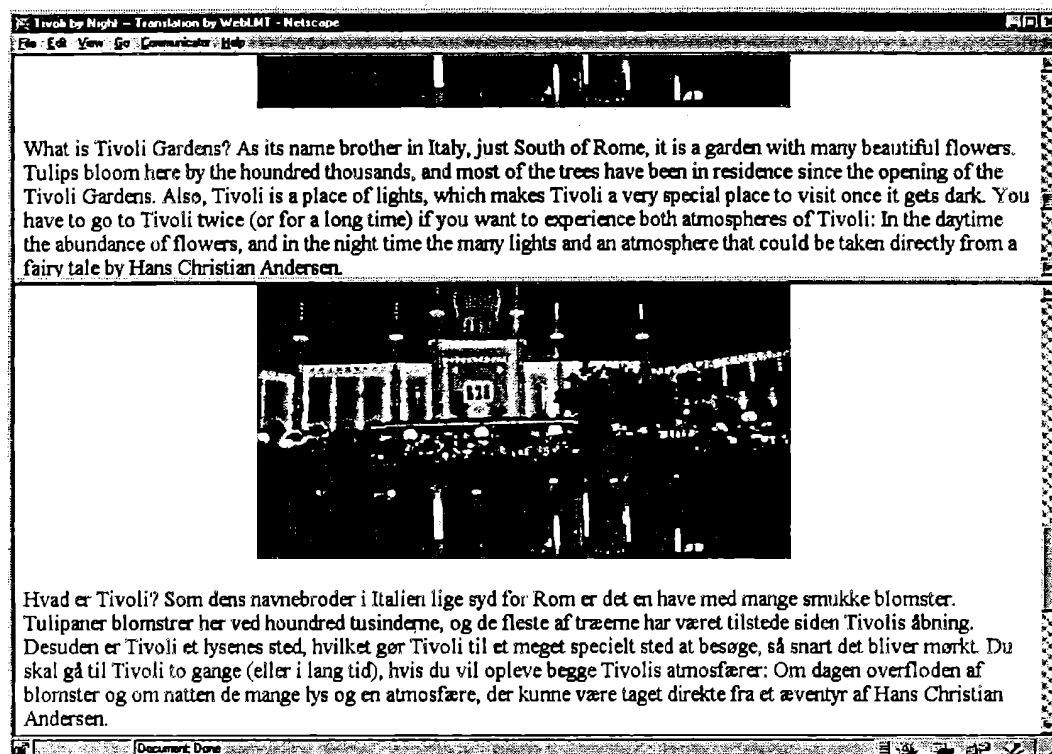 Tivoli by Night – Translation by WebLMT - Netscape
File Edit View Go Communicator Help
What is Tivoli Gardens? As its name brother in Italy, just South of Rome, it is a garden with many beautiful flowers.
Tulips bloom here by the houndred thousands, and most of the trees have been in residence since the opening of the
Tivoli Gardens. Also, Tivoli is a place of lights, which makes Tivoli a very special place to visit once it gets dark. You
have to go to Tivoli twice (or for a long time) if you want to experience both atmospheres of Tivoli: In the daytime
the abundance of flowers, and in the night time the many lights and an atmosphere that could be taken directly from a
fairy tale by Hans Christian Andersen.
Hvad er Tivoli? Som dens navnebroder i Italien lige syd for Rom er det en have med mange smukke blomster.
Tulipaner blomstrer her ved houndred tusinderne, og de fleste af træerne har været tilstede siden Tivolis åbning.
Desuden er Tivoli et lysenes sted, hvilket gør Tivoli til et meget specielt sted at besøge, så snart det bliver mørkt. Du
skal gå til Tivoli to gange (eller i lang tid), hvis du vil opleve begge Tivolis atmosfærer: Om dagen overfloden af
blomster og om natten de mange lys og en atmosfære, der kunne være taget direkte fra et æventyr af Hans Christian
Andersen.
Document: Done